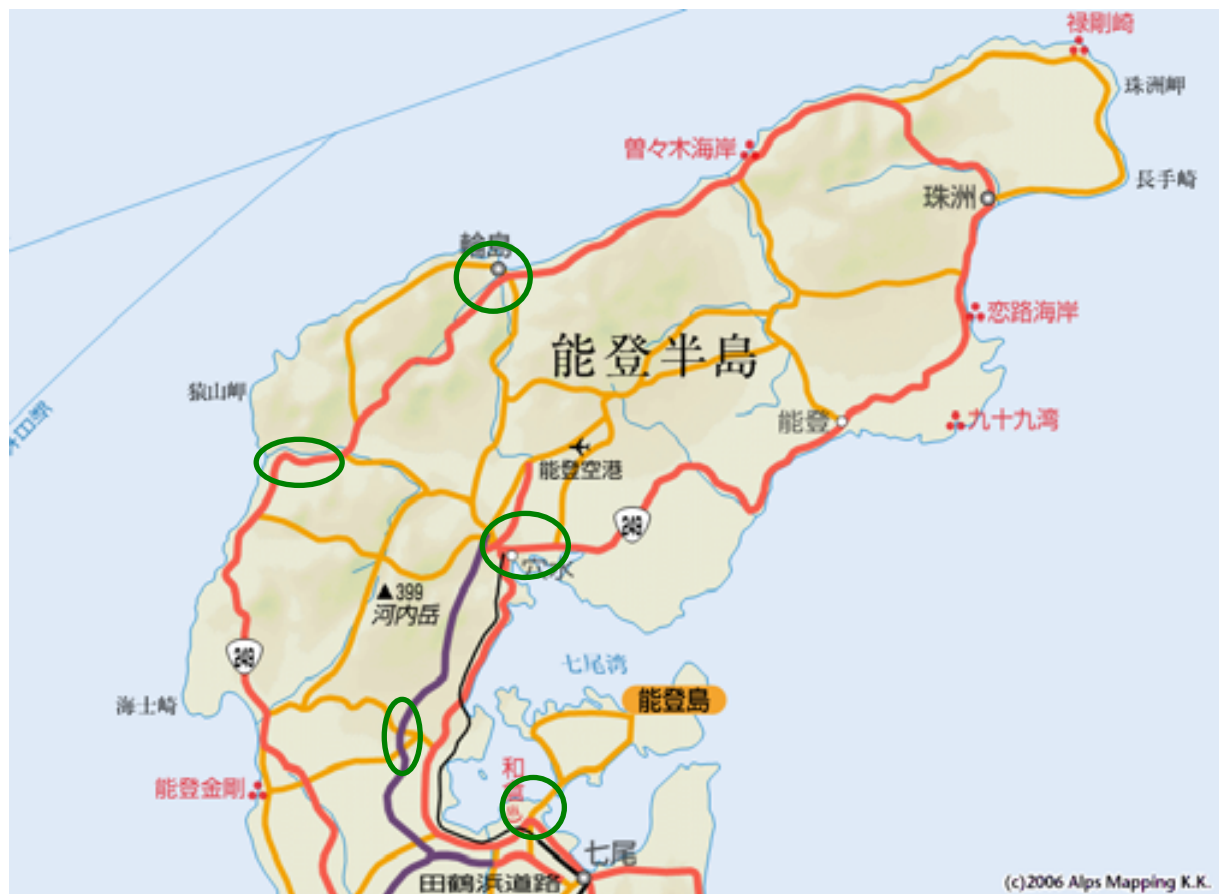 禄剛崎
珠洲岬
曽々木海岸
長手崎
珠洲
輪島
恋路海岸
能登半島
猿山岬
九十九湾
能登
能登空港
249
穴水
▲399
河内岳
249
七尾湾
能登島
海士崎
和倉
能登金剛
七尾
田鶴浜道路
(c)2006 Alps Mapping K.K.